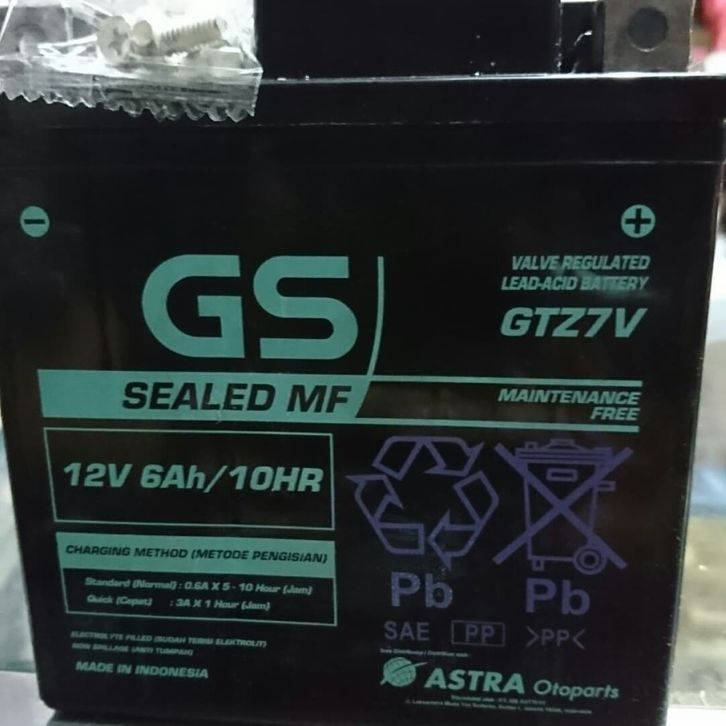 GS
VALVE REGULATED
LEAD-ACID BATTERY
GTZ7V
SEALED MF
MAINTENANCE
FREE
12V 6Ah/10HR
CHARGING METHOD (METODE PENGISIAN)
Standard (Normal) : 0.6A X 5 - 10 Hour (Jam)
Quick (Cepat) : 3A X 1 Hour (Jam)
Pb
Pb
SAE PP >PP<
ELECTROLYTE FILLED (SUDAH TERISI ELEKTROLIT)
NON SPILLAGE (ANTI TUMPAH)
MADE IN INDONESIA
ASTRA Otoparts